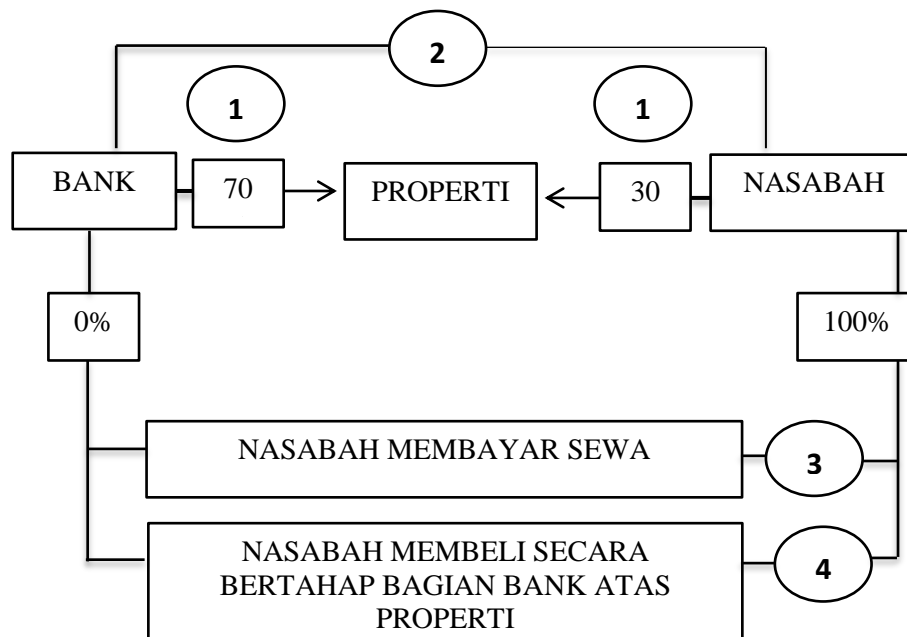 2
1
1
BANK
70
PROPERTI
30
NASABAH
0%
100%
NASABAH MEMBAYAR SEWA
3
NASABAH MEMBELI SECARA
BERTAHAP BAGIAN BANK ATAS
PROPERTI
4